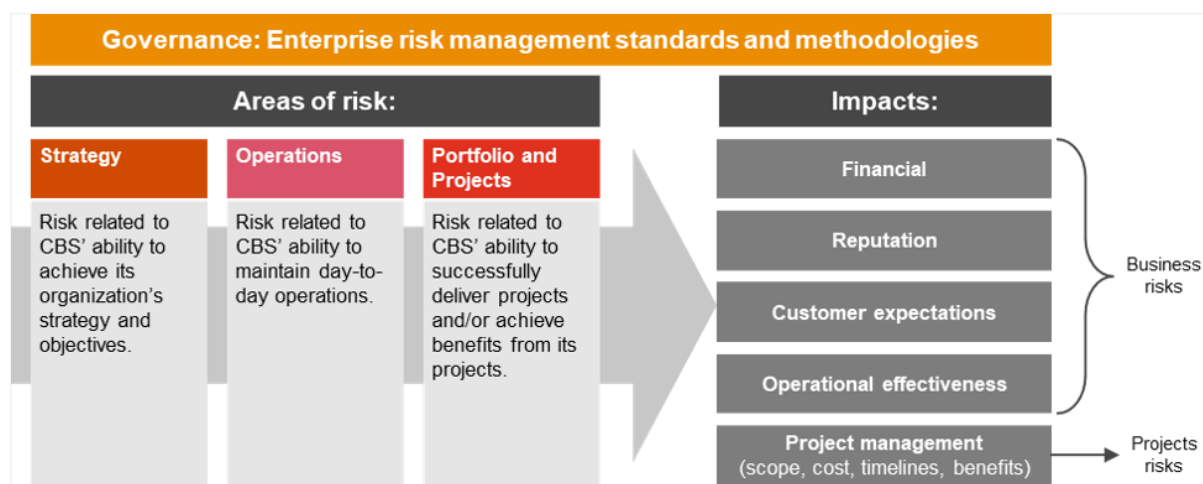 Governance: Enterprise risk management standards and methodologies
Areas of risk:
Strategy
Risk related to
CBS’ ability to
achieve its
organization’s
strategy and
objectives.
Operations
Risk related to
CBS’ ability to
maintain day-to-
day operations.
Portfolio and
Projects
Risk related to
CBS’ ability to
successfully
deliver projects
and/or achieve
benefits from its
projects.
Impacts:
Financial
Reputation
Customer expectations
Operational effectiveness
Business
risks
Project management
(scope, cost, timelines, benefits)
Projects
risks